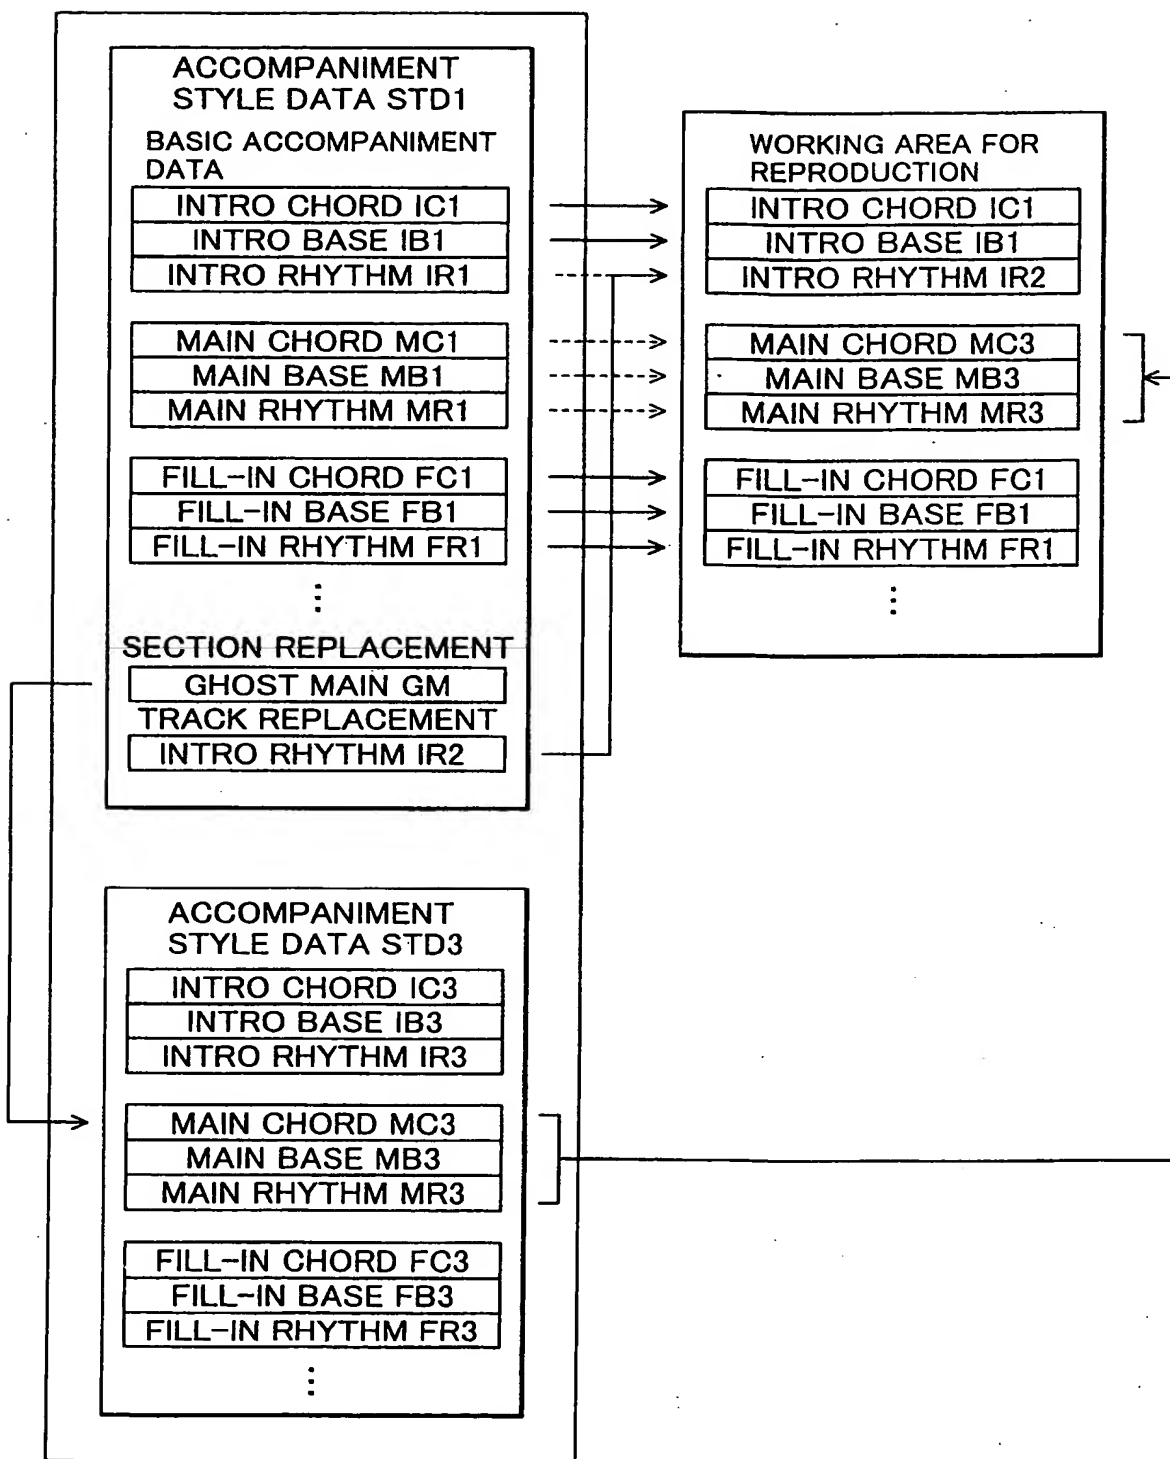 ACCOMPANIMENT
STYLE DATA STD1
BASIC ACCOMPANIMENT
DATA
INTRO CHORD IC1
INTRO BASE IB1
INTRO RHYTHM IR1
MAIN CHORD MC1
MAIN BASE MB1
MAIN RHYTHM MR1
FILL-IN CHORD FC1
FILL-IN BASE FB1
FILL-IN RHYTHM FR1
⋮
SECTION REPLACEMENT
GHOST MAIN GM
TRACK REPLACEMENT
INTRO RHYTHM IR2
WORKING AREA FOR
REPRODUCTION
INTRO CHORD IC1
INTRO BASE IB1
INTRO RHYTHM IR2
MAIN CHORD MC3
MAIN BASE MB3
MAIN RHYTHM MR3
FILL-IN CHORD FC1
FILL-IN BASE FB1
FILL-IN RHYTHM FR1
⋮
ACCOMPANIMENT
STYLE DATA STD3
INTRO CHORD IC3
INTRO BASE IB3
INTRO RHYTHM IR3
MAIN CHORD MC3
MAIN BASE MB3
MAIN RHYTHM MR3
FILL-IN CHORD FC3
FILL-IN BASE FB3
FILL-IN RHYTHM FR3
⋮